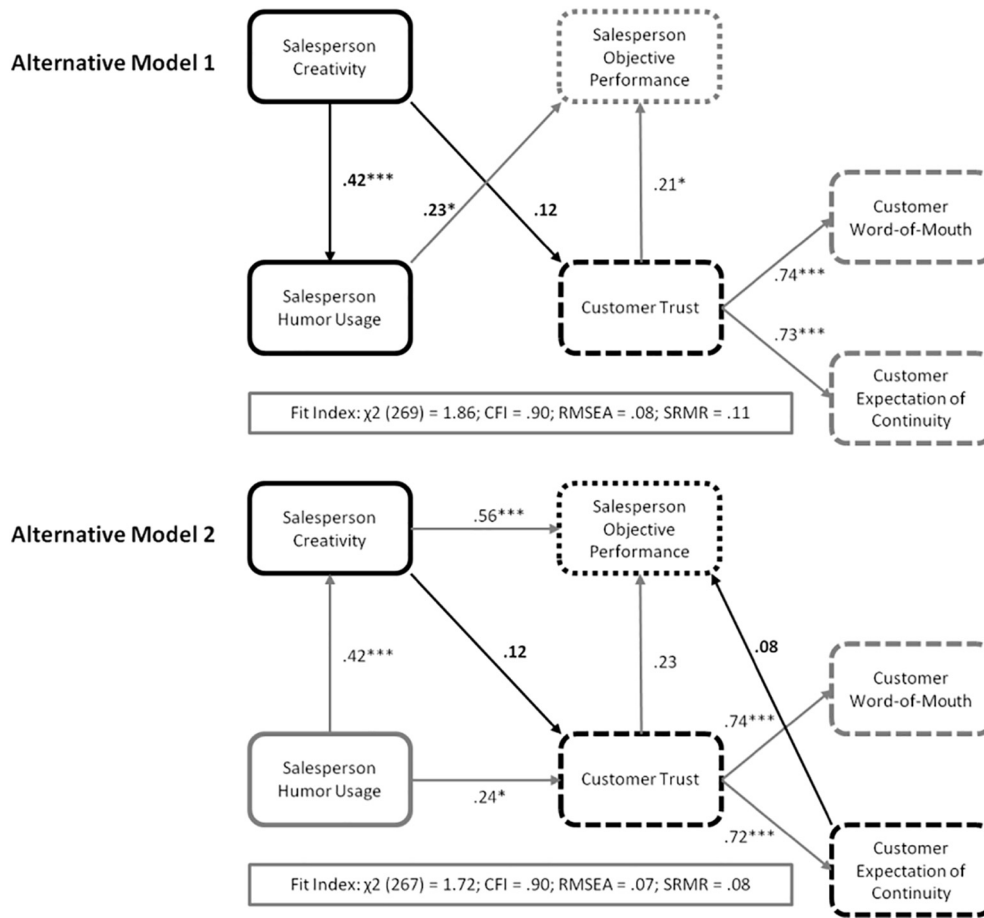 Alternative Model 1
Salesperson
Creativity
Salesperson
Objective
Performance
.42***
.23*
.12
.21*
Customer
Word-of-Mouth
.74***
Salesperson
Humor Usage
Customer Trust
.73***
Customer
Expectation of
Continuity
Fit Index: χ2 (269) = 1.86; CFI = .90; RMSEA = .08; SRMR = .11
Alternative Model 2
Salesperson
Creativity
.56***
Salesperson
Objective
Performance
.42***
.12
.23
.08
Customer
Word-of-Mouth
.74***
Salesperson
Humor Usage
.24*
Customer Trust
.72***
Customer
Expectation of
Continuity
Fit Index: χ2 (267) = 1.72; CFI = .90; RMSEA = .07; SRMR = .08